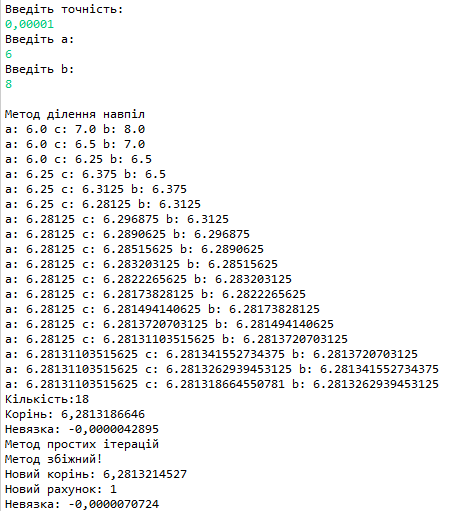 Введіть точність:
0,00001
Введіть a:
6
Введіть b:
8
Метод ділення навпіл
a: 6.0 c: 7.0 b: 8.0
a: 6.0 c: 6.5 b: 7.0
a: 6.0 c: 6.25 b: 6.5
a: 6.25 c: 6.375 b: 6.5
a: 6.25 c: 6.3125 b: 6.375
a: 6.25 c: 6.28125 b: 6.3125
a: 6.28125 c: 6.296875 b: 6.3125
a: 6.28125 c: 6.2890625 b: 6.296875
a: 6.28125 c: 6.28515625 b: 6.2890625
a: 6.28125 c: 6.283203125 b: 6.28515625
a: 6.28125 c: 6.2822265625 b: 6.283203125
a: 6.28125 c: 6.28173828125 b: 6.2822265625
a: 6.28125 c: 6.281494140625 b: 6.28173828125
a: 6.28125 c: 6.2813720703125 b: 6.281494140625
a: 6.28125 c: 6.28131103515625 b: 6.2813720703125
a: 6.28131103515625 c: 6.281341552734375 b: 6.2813720703125
a: 6.28131103515625 c: 6.2813262939453125 b: 6.281341552734375
a: 6.28131103515625 c: 6.281318664550781 b: 6.2813262939453125
Кількість:18
Корінь: 6,2813186646
Невязка: -0,0000042895
Метод простих ітерацій
Метод збіжний!
Новий корінь: 6,2813214527
Новий рахунок: 1
Невязка: -0,0000070724